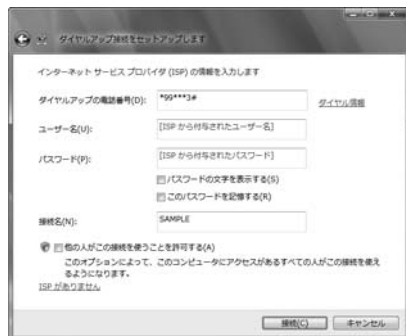 ダイヤルアップ接続をセットアップします
インターネット サービス プロバイダ (ISP) の情報を入力します
ダイヤルアップの電話番号(D): *99***3# ダイヤル情報
ユーザー名(U): [ISP から付与されたユーザー名]
パスワード(P): [ISP から付与されたパスワード]
パスワードの文字を表示する(S)
このパスワードを記憶する(R)
接続名(N): SAMPLE
他の人がこの接続を使うことを許可する(A)
このオプションによって、このコンピュータにアクセスがあるすべての人がこの接続を使え
るようになります。
ISP がありません
接続(C) キャンセル